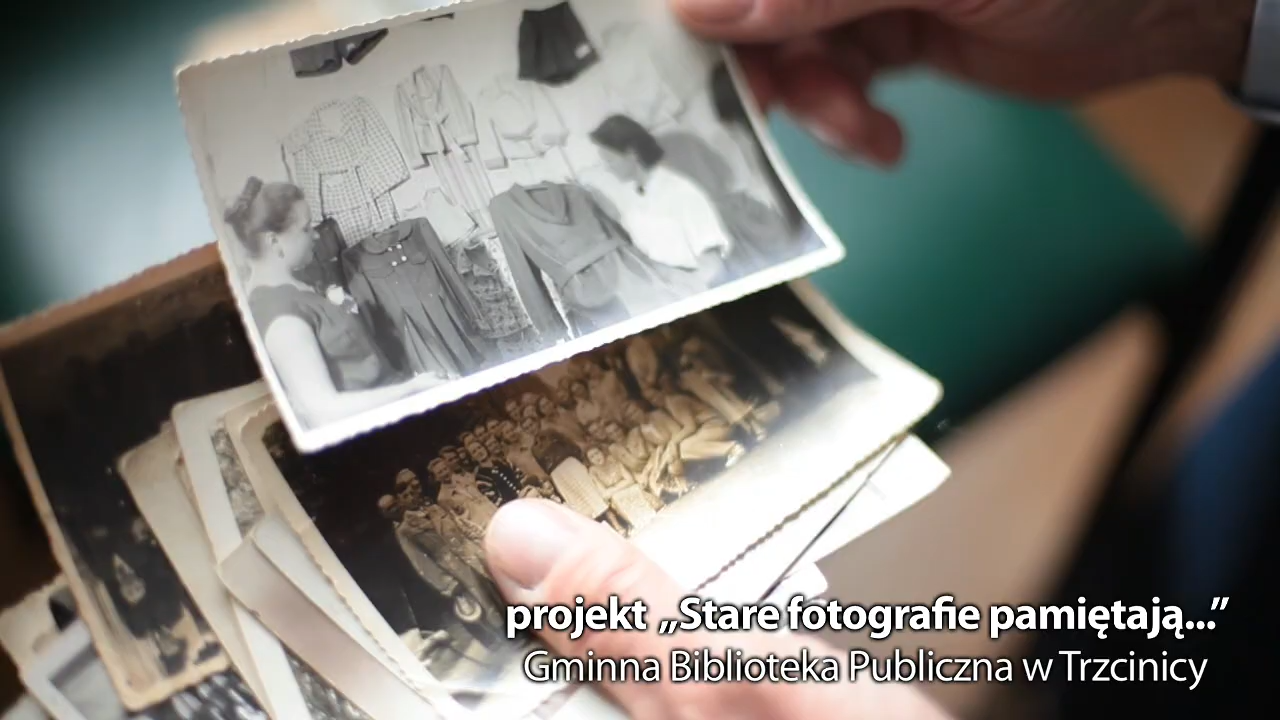 projekt „Stare fotografie pamiętają...”
Gminna Biblioteka Publiczna w Trzcinicy